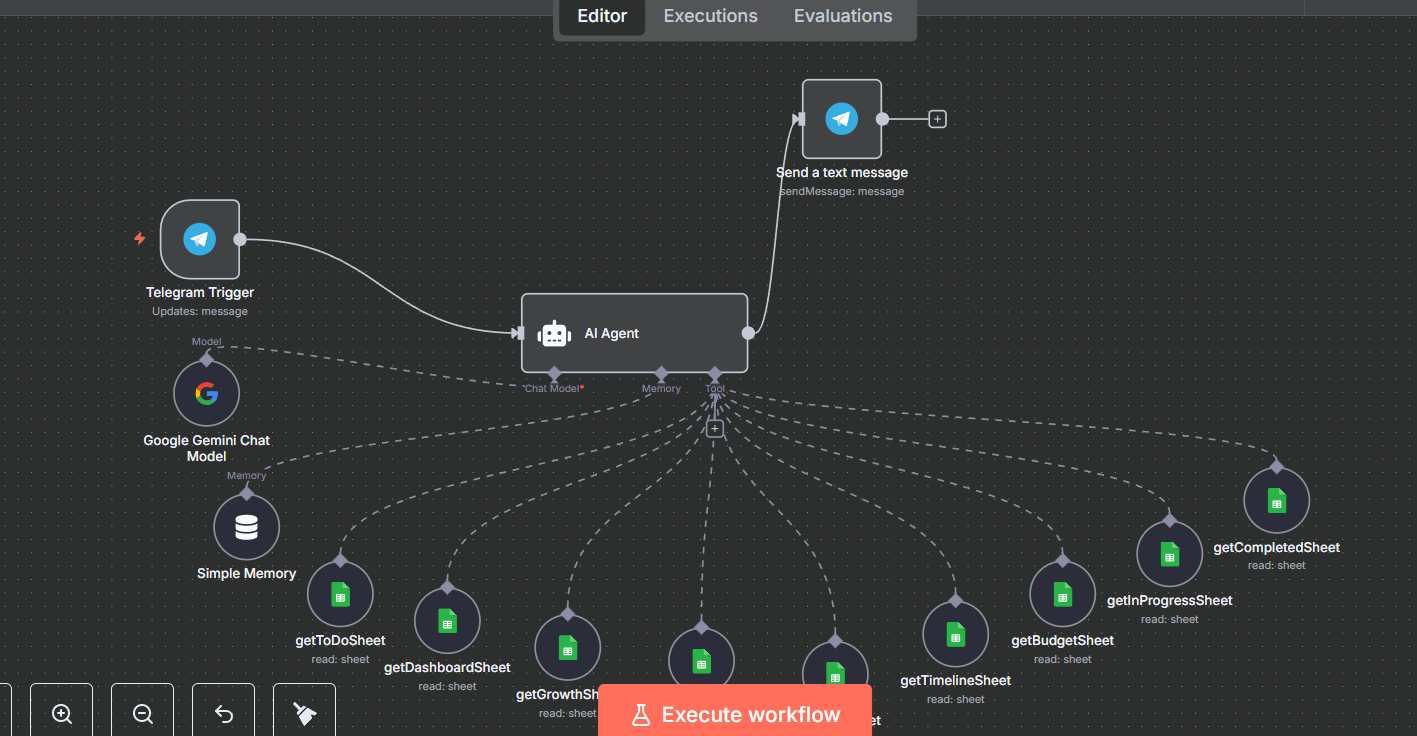 Editor Executions Evaluations
Send a text message
sendMessage: message
Telegram Trigger
Updates: message
AI Agent
Model
Chat Model*
Memory
Tool
Google Gemini Chat
Model
Memory
Simple Memory
getCompletedSheet
read: sheet
getInProgressSheet
read: sheet
getToDoSheet
read: sheet
getBudgetSheet
read: sheet
getDashboardSheet
read: sheet
getTimelineSheet
read: sheet
getGrowthSh
read: sheet
et
Execute workflow